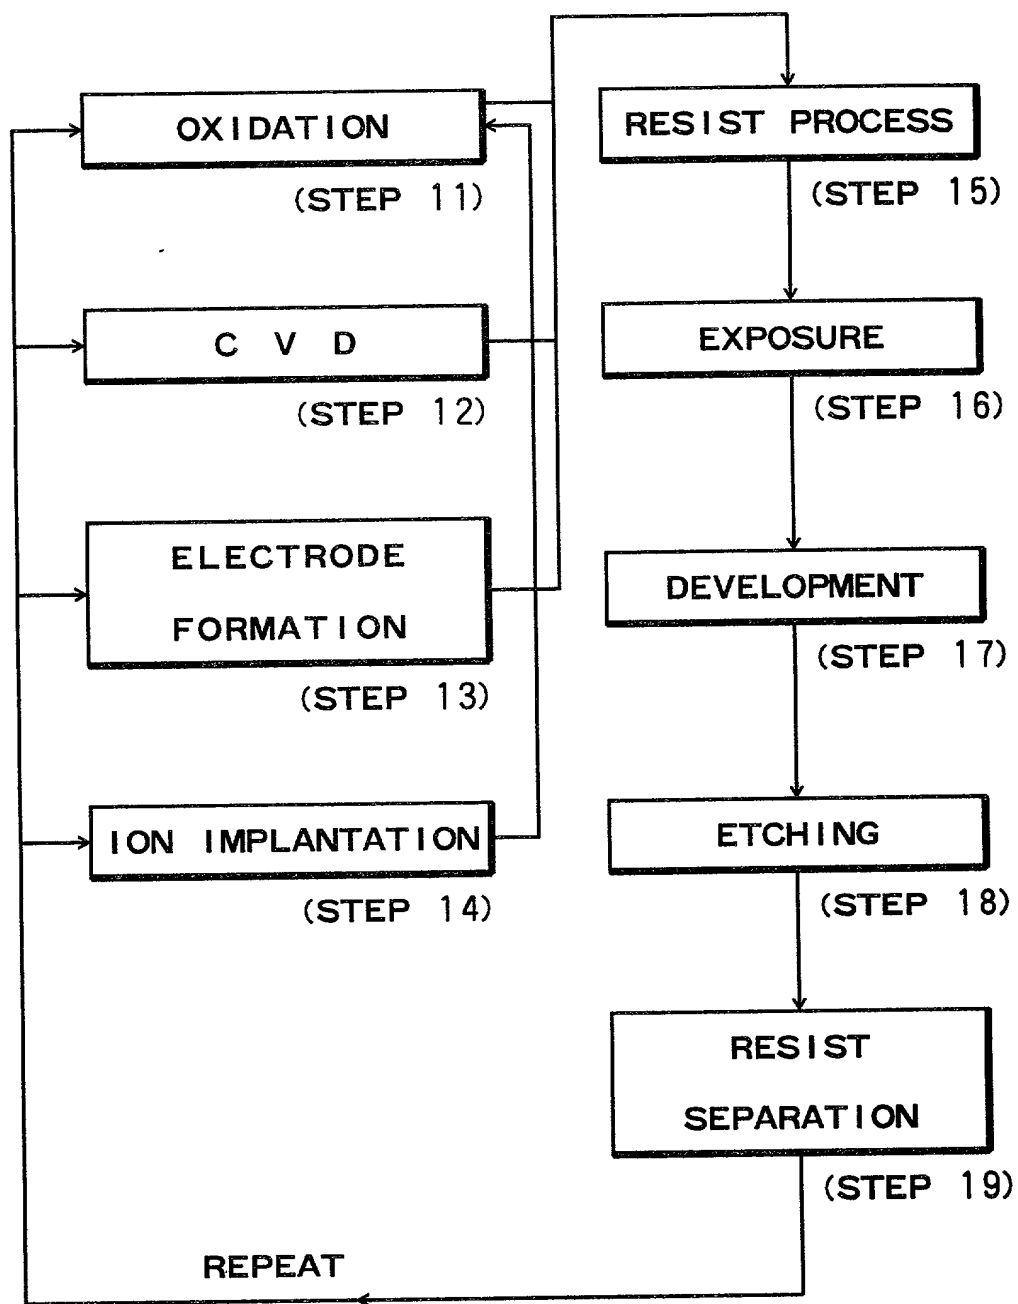 OXIDATION
(STEP 11)
CVD
(STEP 12)
ELECTRODE
FORMATION
(STEP 13)
ION IMPLANTATION
(STEP 14)
RESIST PROCESS
(STEP 15)
EXPOSURE
(STEP 16)
DEVELOPMENT
(STEP 17)
ETCHING
(STEP 18)
RESIST
SEPARATION
(STEP 19)
REPEAT